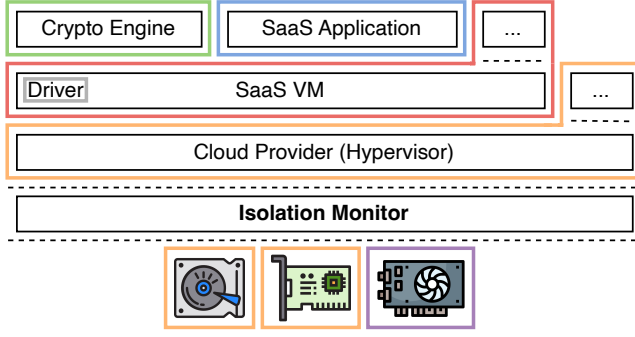 Crypto Engine
SaaS Application
...
Driver
SaaS VM
...
Cloud Provider (Hypervisor)
Isolation Monitor